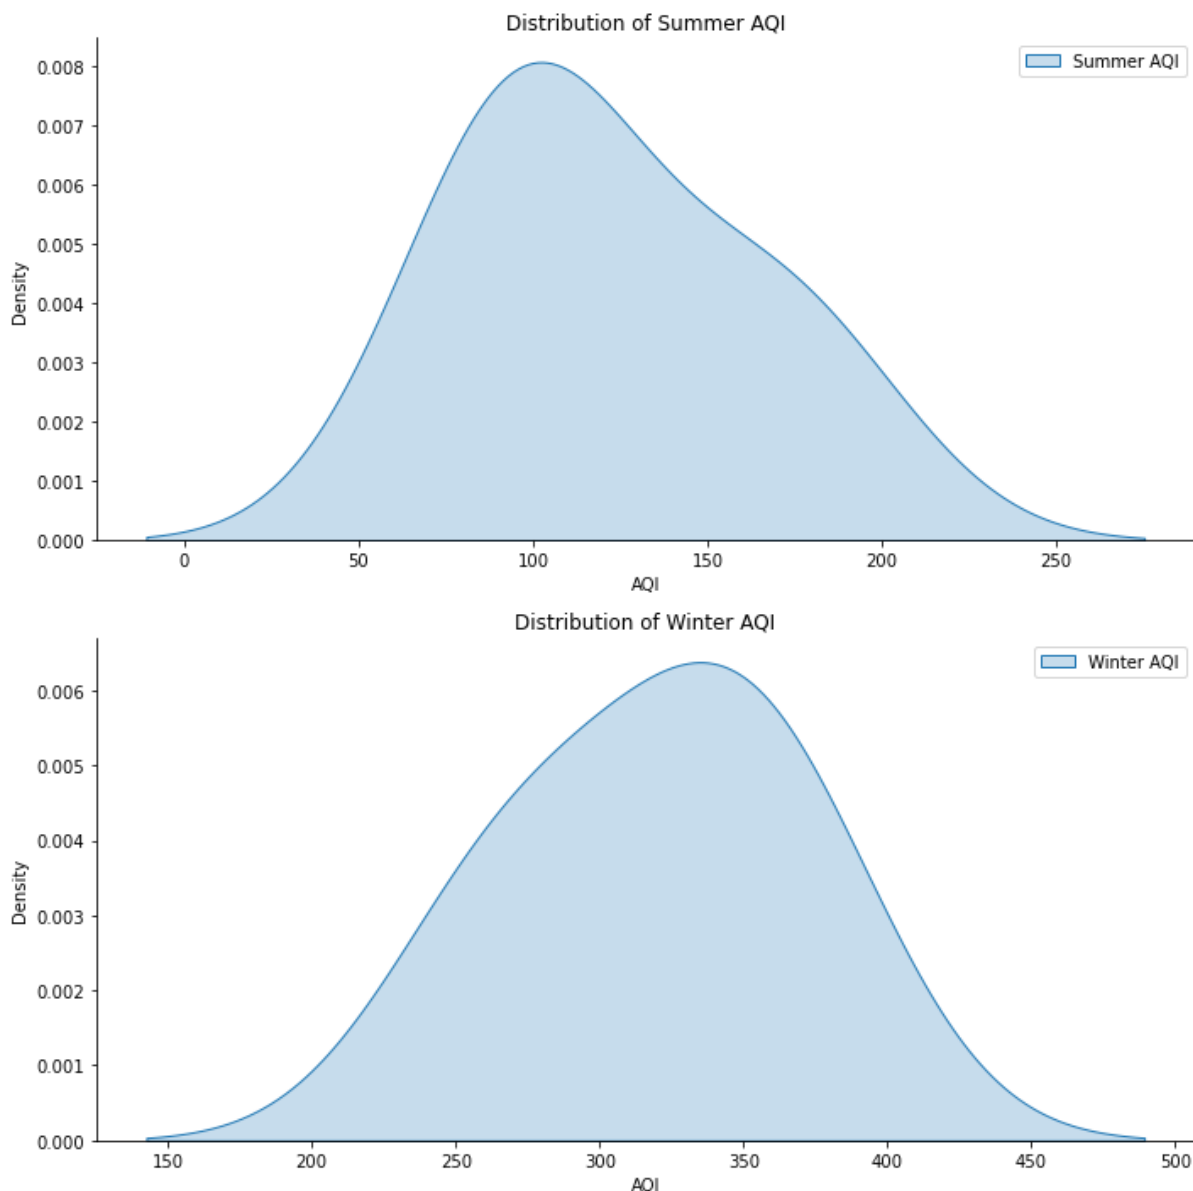 Distribution of Summer AQI
Summer AQI
0.008
0.007
0.006
0.005
0.004
0.003
0.002
0.001
0.000
Density
0 50 100 150 200 250
AQI
Distribution of Winter AQI
Winter AQI
0.006
0.005
0.004
0.003
0.002
0.001
0.000
Density
150 200 250 300 350 400 450 500
AQI